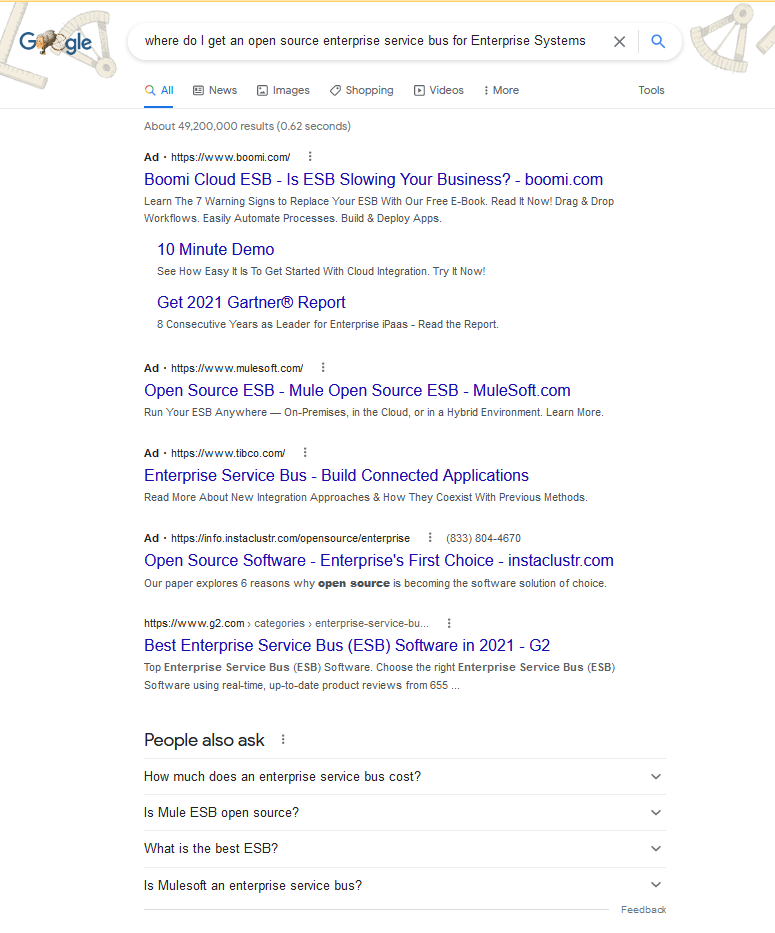 Google
where do I get an open source enterprise service bus for Enterprise Systems
All News Images Shopping Videos More Tools
About 49,200,000 results (0.62 seconds)
Ad · https://www.boomi.com/
Boomi Cloud ESB - Is ESB Slowing Your Business? - boomi.com
Learn The 7 Warning Signs to Replace Your ESB With Our Free E-Book. Read It Now! Drag & Drop
Workflows. Easily Automate Processes. Build & Deploy Apps.
10 Minute Demo
See How Easy It Is To Get Started With Cloud Integration. Try It Now!
Get 2021 Gartner® Report
8 Consecutive Years as Leader for Enterprise iPaas - Read the Report.
Ad · https://www.mulesoft.com/
Open Source ESB - Mule Open Source ESB - MuleSoft.com
Run Your ESB Anywhere — On-Premises, in the Cloud, or in a Hybrid Environment. Learn More.
Ad · https://www.tibco.com/
Enterprise Service Bus - Build Connected Applications
Read More About New Integration Approaches & How They Coexist With Previous Methods.
Ad · https://info.instaclustr.com/opensource/enterprise (833) 804-4670
Open Source Software - Enterprise's First Choice - instaclustr.com
Our paper explores 6 reasons why open source is becoming the software solution of choice.
https://www.g2.com › categories › enterprise-service-bu...
Best Enterprise Service Bus (ESB) Software in 2021 - G2
Top Enterprise Service Bus (ESB) Software. Choose the right Enterprise Service Bus (ESB)
Software using real-time, up-to-date product reviews from 655 ...
People also ask
How much does an enterprise service bus cost?
Is Mule ESB open source?
What is the best ESB?
Is Mulesoft an enterprise service bus?
Feedback